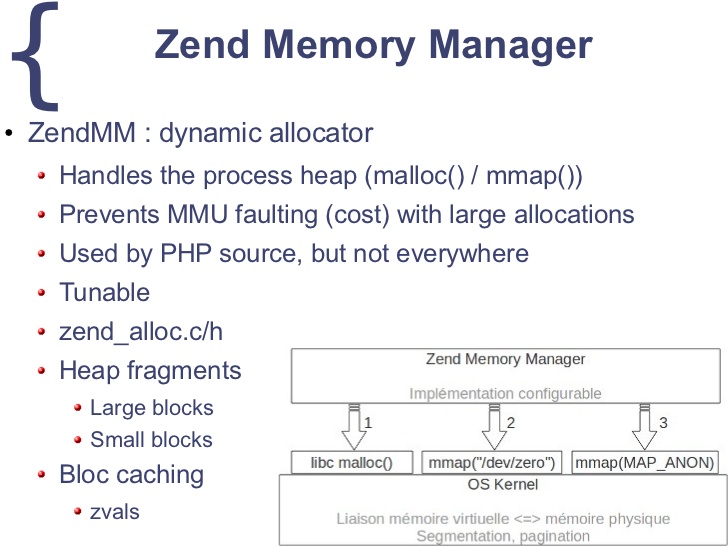 {
Zend Memory Manager
• ZendMM : dynamic allocator
Handles the process heap (malloc() / mmap())
Prevents MMU faulting (cost) with large allocations
Used by PHP source, but not everywhere
Tunable
zend_alloc.c/h
Heap fragments
Large blocks
Small blocks
Bloc caching
zvals
Zend Memory Manager
Implémentation configurable
1 2 3
libc malloc() mmap("/dev/zero") mmap(MAP_ANON)
OS Kernel
Liaison mémoire virtiuelle <=> mémoire physique
Segmentation, pagination